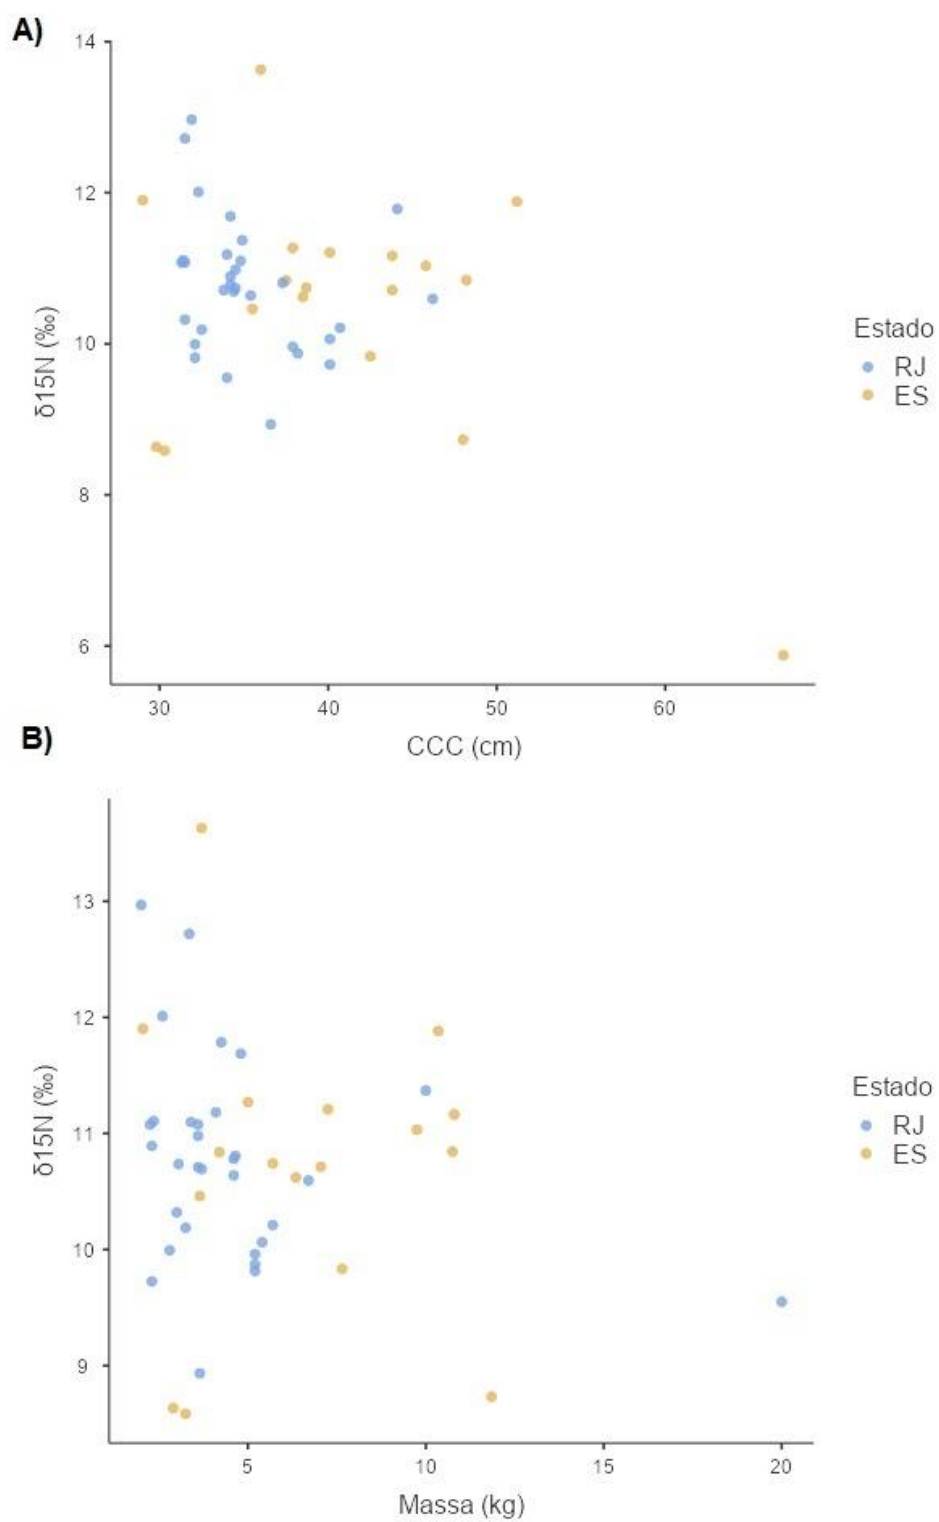 A)
14
12
10
8
6
δ15N (‰)
30 40 50 60
CCC (cm)
Estado
RJ
ES
B)
13
12
11
10
9
δ15N (‰)
5 10 15 20
Massa (kg)
Estado
RJ
ES